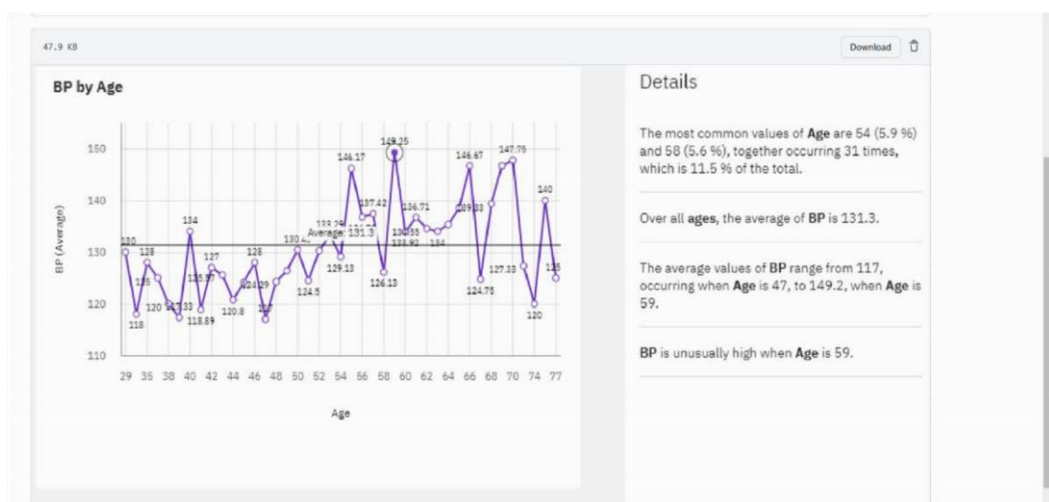 47.9 KB
Download
BP by Age
Details
The most common values of Age are 54 (5.9 %)
and 58 (5.6 %), together occurring 31 times,
which is 11.5 % of the total.
Over all ages, the average of BP is 131.3.
The average values of BP range from 117,
occurring when Age is 47, to 149.2, when Age is
59.
BP is unusually high when Age is 59.
BP (Average)
150
140
130
120
110
149.25
146.17
146.67
147.75
137.42
136.71
140
134
130
128
127
128
Average: 131.3
129.13
134
127.33
126.13
124.75
125
124.29
124.5
120
118
118.89
120.8
120
29 35 38 40 42 44 46 48 50 52 54 56 58 60 62 64 66 68 70 74 77
Age